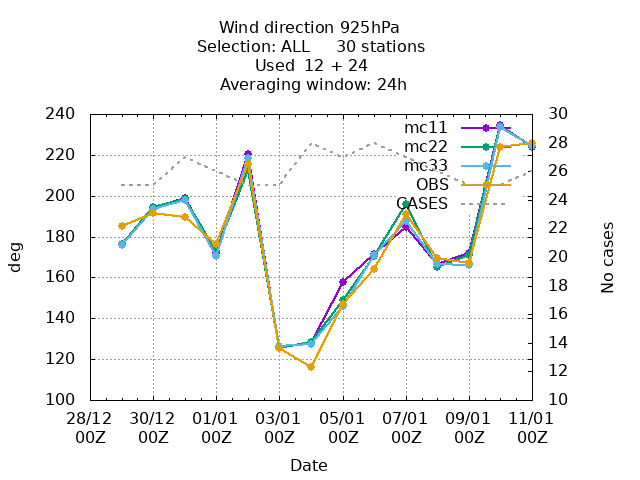 Wind direction 925hPa
Selection: ALL 30 stations
Used 12 + 24
Averaging window: 24h
240
220
200
180
160
140
120
100
deg
30
28
26
24
22
20
18
16
14
12
10
No cases
mc11
mc22
mc33
OBS
CASES
28/12 30/12 01/01 03/01 05/01 07/01 09/01 11/01
00Z 00Z 00Z 00Z 00Z 00Z 00Z 00Z
Date